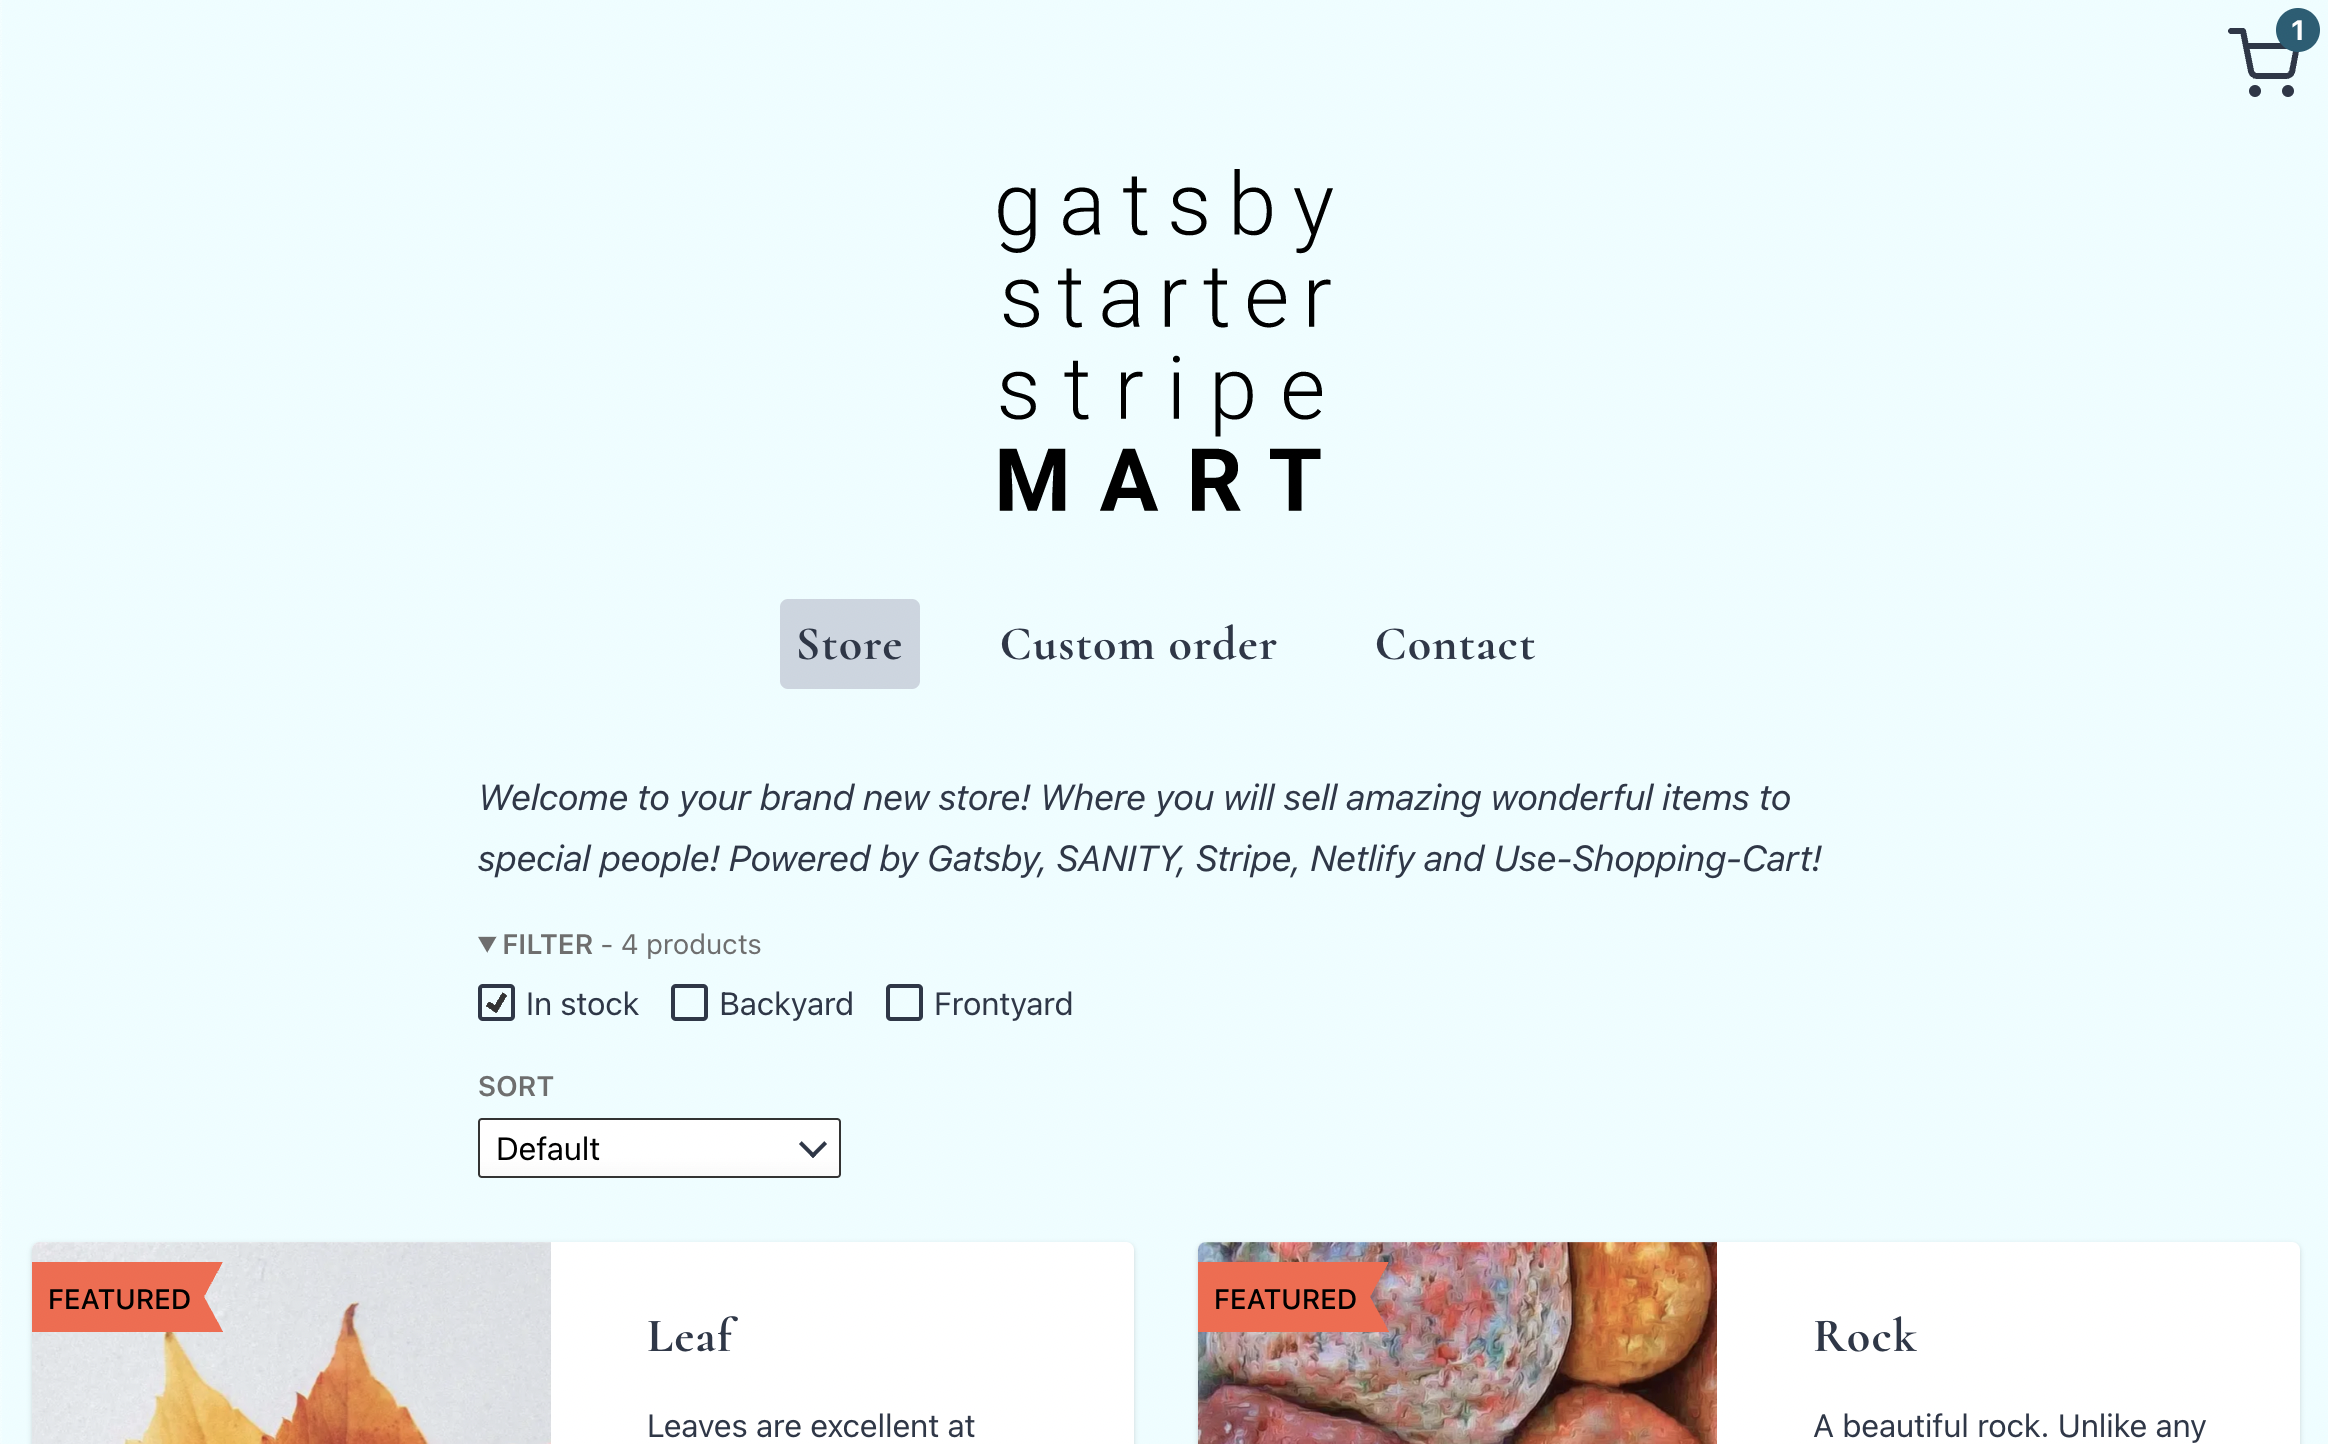 1
gatsby
starter
stripe
MART
Store
Custom order
Contact
Welcome to your brand new store! Where you will sell amazing wonderful items to
special people! Powered by Gatsby, SANITY, Stripe, Netlify and Use-Shopping-Cart!
▼ FILTER - 4 products
In stock
Backyard
Frontyard
SORT
Default
FEATURED
Leaf
Leaves are excellent at
FEATURED
Rock
A beautiful rock. Unlike any